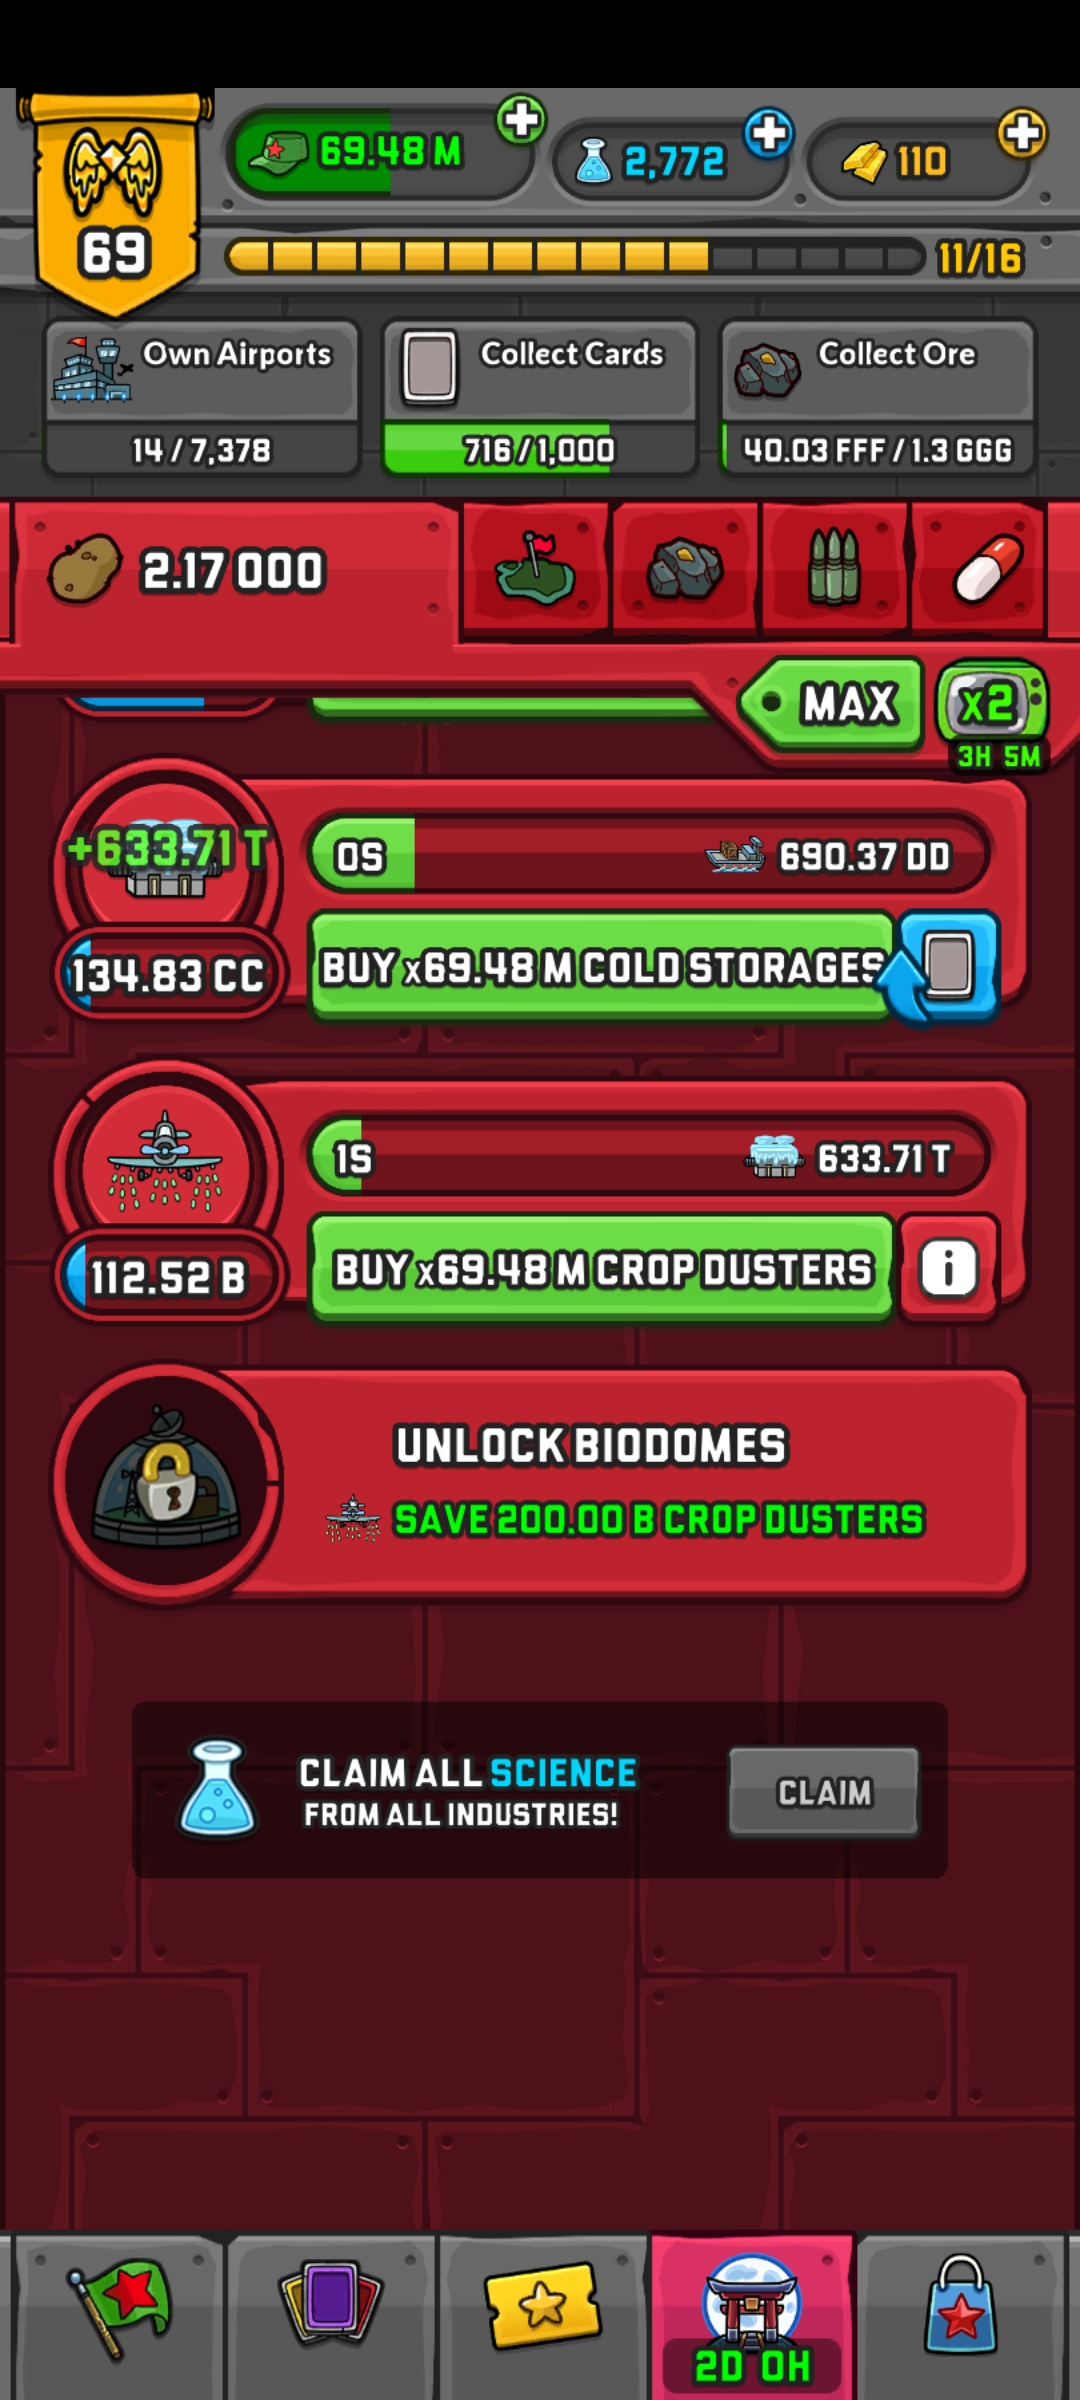 69.48 M
2,772
110
69
11/16
Own Airports
14 / 7,378
Collect Cards
716 / 1,000
Collect Ore
40.03 FFF / 1.3 GGG
2.17 OOO
MAX
x2
3H 5M
+633.71 T
0S
690.37 DD
134.83 CC
BUY x69.48 M COLD STORAGES
1S
633.71 T
112.52 B
BUY x69.48 M CROP DUSTERS
i
UNLOCK BIODOMES
SAVE 200.00 B CROP DUSTERS
CLAIM ALL SCIENCE
FROM ALL INDUSTRIES!
CLAIM
2D 0H